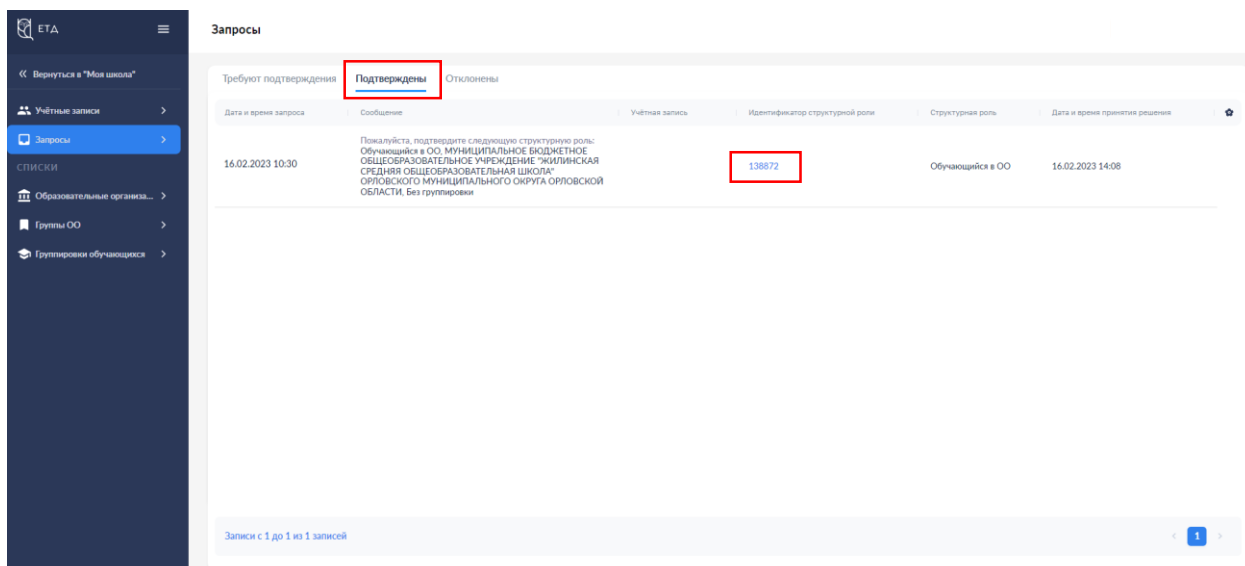 ЕТД
Запросы
Вернуться в "Моя школа"
Учётные записи
Запросы
СПИСКИ
Образовательные организа...
Группы ОО
Группировки обучающихся
Требуют подтверждения Подтверждены Отклонены
Дата и время запроса Сообщение Учётная запись Идентификатор структурной роли Структурная роль Дата и время принятия решения
Пожалуйста, подтвердите следующую структурную роль:
Обучающийся в ОО, МУНИЦИПАЛЬНОЕ БЮДЖЕТНОЕ
ОБЩЕОБРАЗОВАТЕЛЬНОЕ УЧРЕЖДЕНИЕ "ЖИЛИНСКАЯ
СРЕДНЯЯ ОБЩЕОБРАЗОВАТЕЛЬНАЯ ШКОЛА"
ОРЛОВСКОГО МУНИЦИПАЛЬНОГО ОКРУГА ОРЛОВСКОЙ
ОБЛАСТИ, Без группировки
16.02.2023 10:30 138872 Обучающийся в ОО 16.02.2023 14:08
Записи с 1 до 1 из 1 записей
1